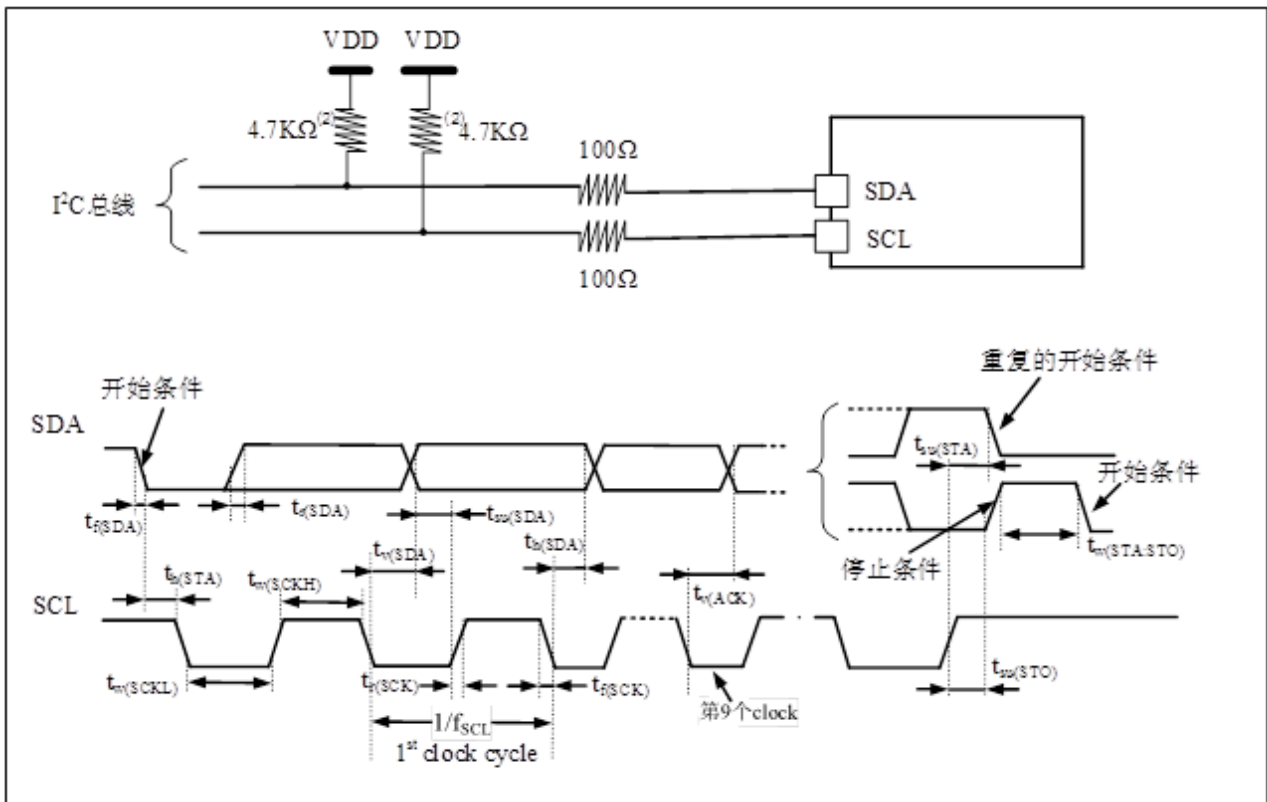 VDD VDD
4.7KΩ(2) (2)4.7KΩ
100Ω
I²C总线
SDA
SCL
100Ω
重复的开始条件
开始条件
SDA
tsu(STA)
开始条件
tf(SDA)
tr(SDA)
tsu(SDA)
tv(SDA)
th(SDA)
tw(STA:STO)
停止条件
th(STA)
tw(SCKH)
tv(ACK)
SCL
tw(SCKL)
tr(SCK)
tf(SCK)
tsu(STO)
第9个clock
1/fSCL
1st clock cycle